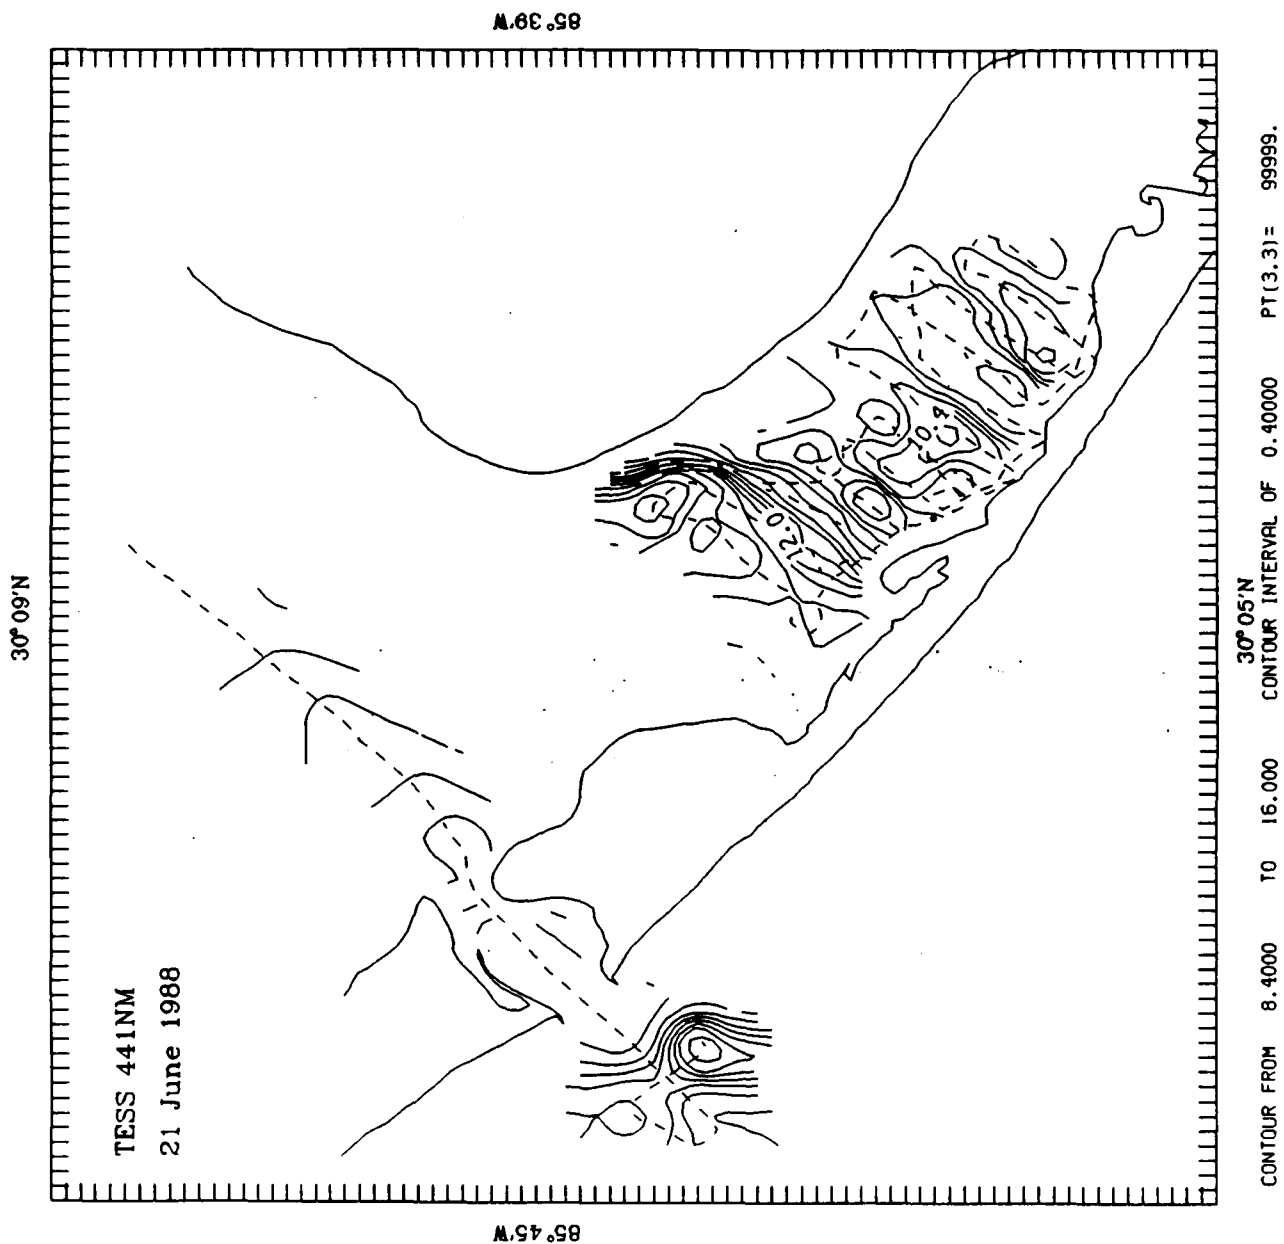 TESS 441NM
21 June 1988
30° 09'N
85° 39'W
85° 45'W
30° 05'N
12.0
0.4
CONTOUR FROM 8.4000 TO 16.000 CONTOUR INTERVAL OF 0.40000 PT(3.3)= 99999.